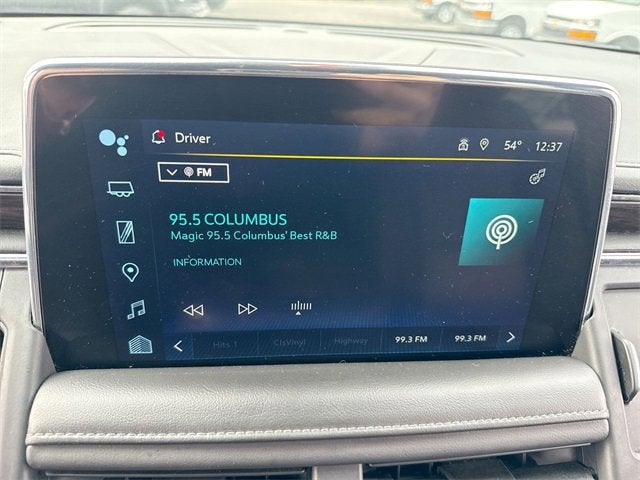 Driver 54° 12:37
FM
95.5 COLUMBUS
Magic 95.5 Columbus' Best R&B
INFORMATION
Hits 1 ClsVinyl Highway 99.3 FM 99.3 FM